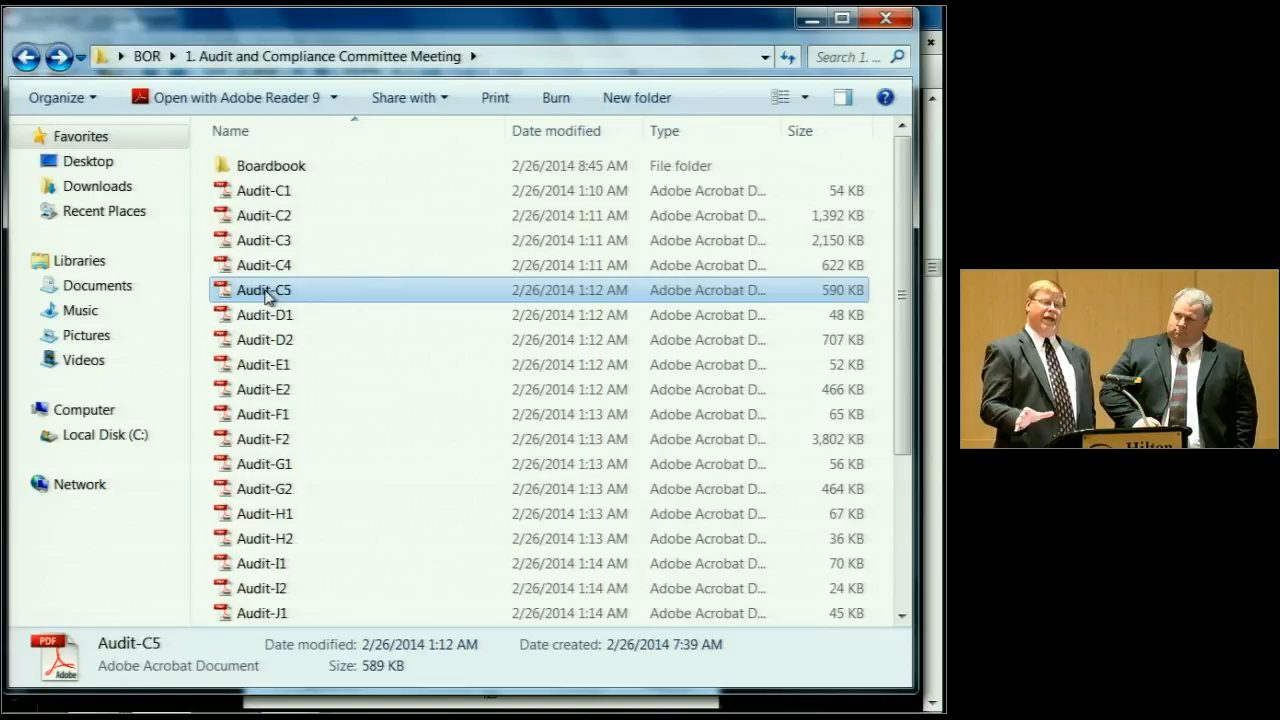 BOR 1. Audit and Compliance Committee Meeting Search 1. ...
Organize Open with Adobe Reader 9 Share with Print Burn New folder
Name Date modified Type Size
Favorites
Desktop
Downloads
Recent Places
Libraries
Documents
Music
Pictures
Videos
Computer
Local Disk (C:)
Network
Boardbook 2/26/2014 8:45 AM File folder
Audit-C1 2/26/2014 1:10 AM Adobe Acrobat D... 54 KB
Audit-C2 2/26/2014 1:11 AM Adobe Acrobat D... 1,392 KB
Audit-C3 2/26/2014 1:11 AM Adobe Acrobat D... 2,150 KB
Audit-C4 2/26/2014 1:11 AM Adobe Acrobat D... 622 KB
Audit-C5 2/26/2014 1:12 AM Adobe Acrobat D... 590 KB
Audit-D1 2/26/2014 1:12 AM Adobe Acrobat D... 48 KB
Audit-D2 2/26/2014 1:12 AM Adobe Acrobat D... 707 KB
Audit-E1 2/26/2014 1:12 AM Adobe Acrobat D... 52 KB
Audit-E2 2/26/2014 1:12 AM Adobe Acrobat D... 466 KB
Audit-F1 2/26/2014 1:13 AM Adobe Acrobat D... 65 KB
Audit-F2 2/26/2014 1:13 AM Adobe Acrobat D... 3,802 KB
Audit-G1 2/26/2014 1:13 AM Adobe Acrobat D... 56 KB
Audit-G2 2/26/2014 1:13 AM Adobe Acrobat D... 464 KB
Audit-H1 2/26/2014 1:13 AM Adobe Acrobat D... 67 KB
Audit-H2 2/26/2014 1:13 AM Adobe Acrobat D... 36 KB
Audit-I1 2/26/2014 1:14 AM Adobe Acrobat D... 70 KB
Audit-I2 2/26/2014 1:14 AM Adobe Acrobat D... 24 KB
Audit-J1 2/26/2014 1:14 AM Adobe Acrobat D... 45 KB
PDF
Adobe
Audit-C5 Date modified: 2/26/2014 1:12 AM Date created: 2/26/2014 7:39 AM
Adobe Acrobat Document Size: 589 KB
Hilton